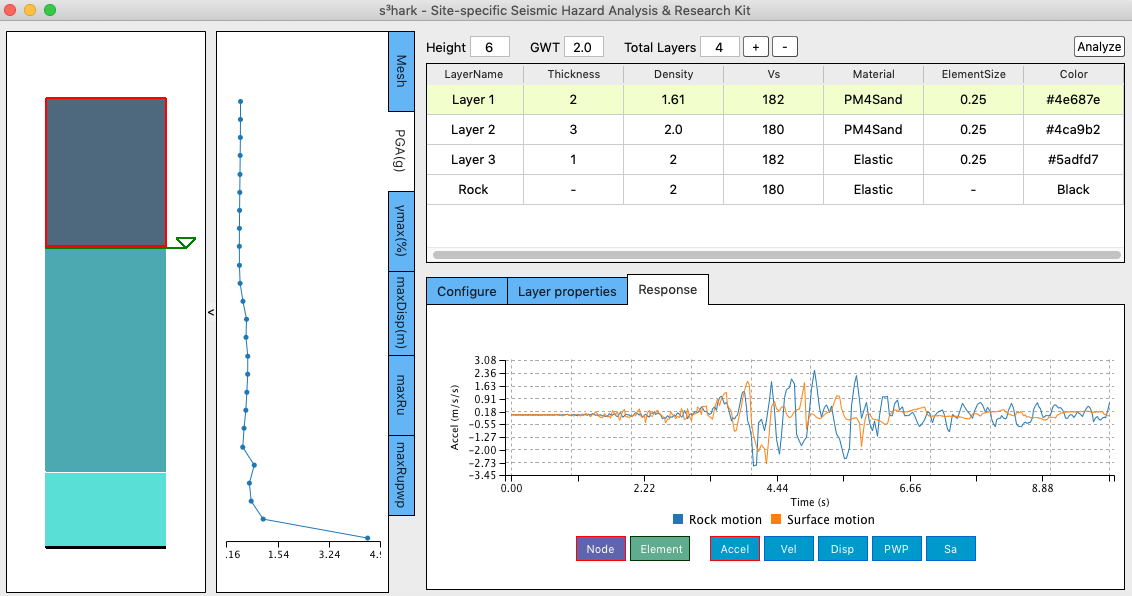 s³hark - Site-specific Seismic Hazard Analysis & Research Kit
Height 6 GWT 2.0 Total Layers 4 + - Analyze
LayerName Thickness Density Vs Material ElementSize Color
Layer 1 2 1.61 182 PM4Sand 0.25 #4e687e
Layer 2 3 2.0 180 PM4Sand 0.25 #4ca9b2
Layer 3 1 2 182 Elastic 0.25 #5adfd7
Rock - 2 180 Elastic - Black
<
Mesh
PGA(g)
γmax(%)
maxDisp(m)
maxRu
maxRupwp
.16 1.54 3.24 4.
Configure Layer properties Response
Accel (m/s/s)
3.08
2.36
1.63
0.91
0.18
-0.55
-1.27
-2.00
-2.73
-3.45
0.00 2.22 4.44 6.66 8.88
Time (s)
Rock motion Surface motion
Node Element Accel Vel Disp PWP Sa